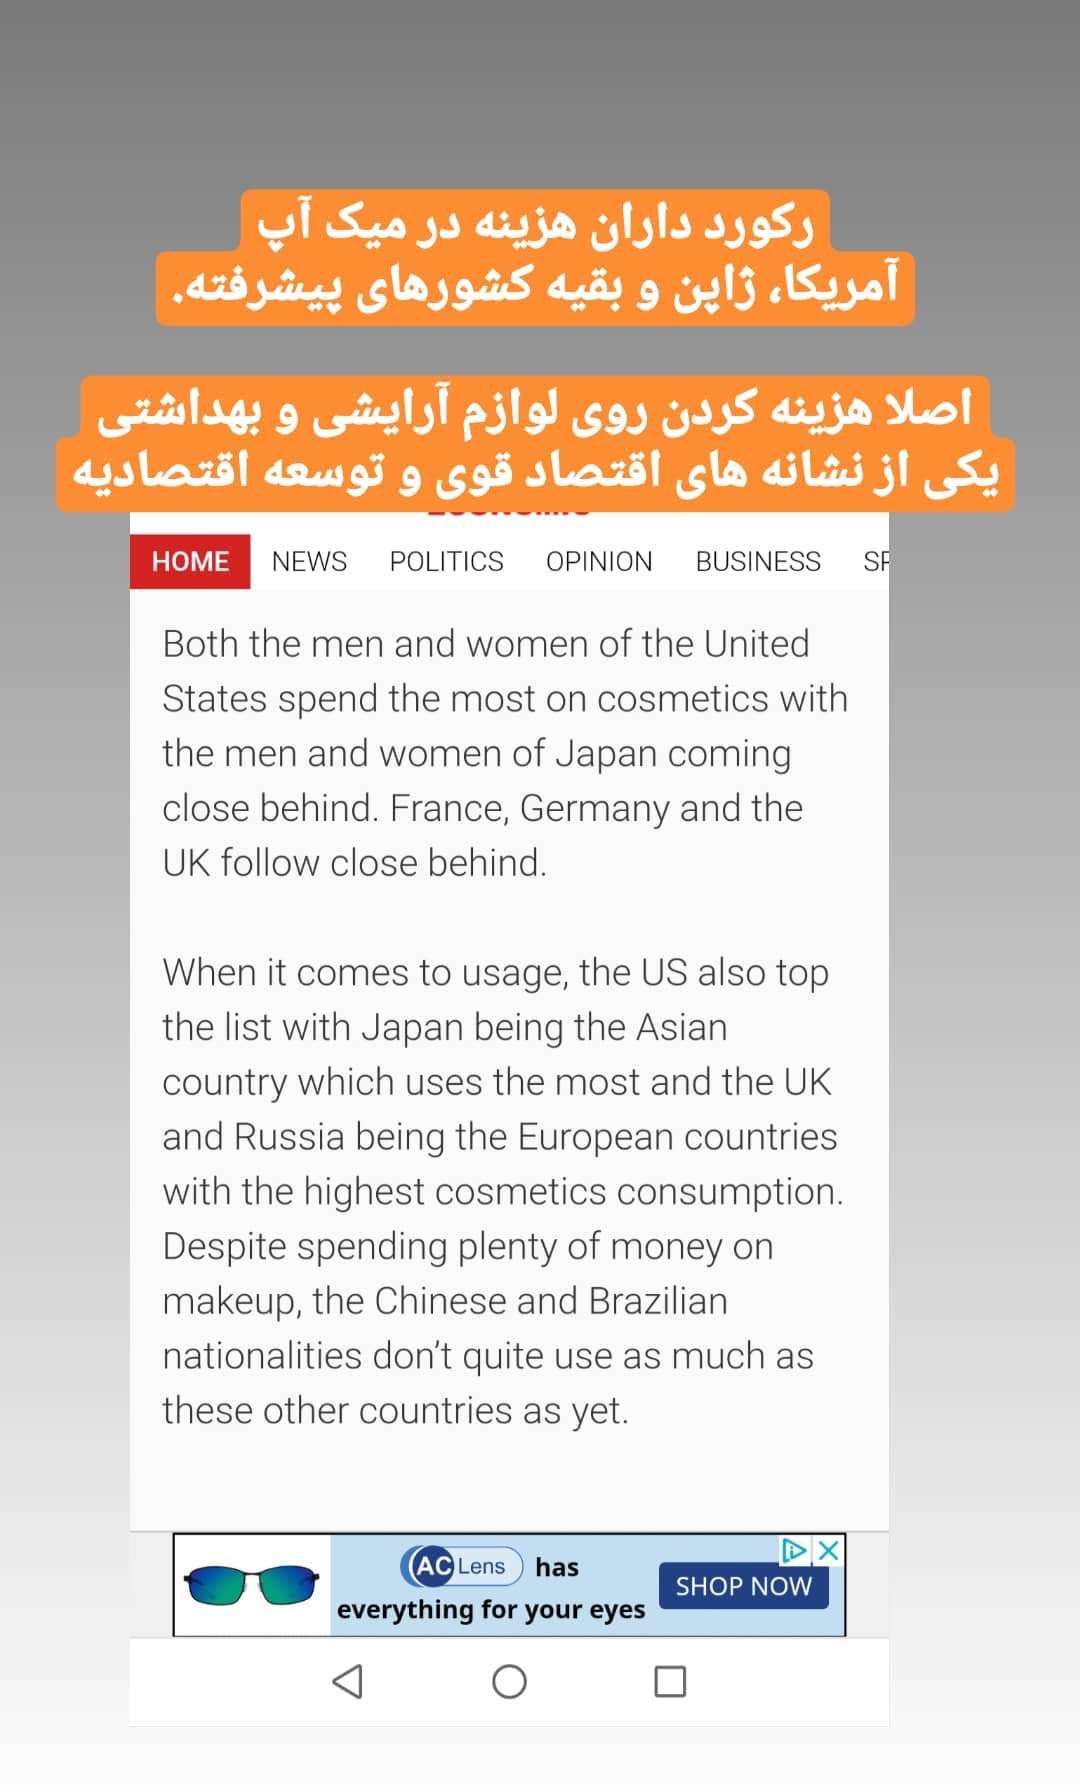 رکورد داران هزینه در میک آپ
آمریکا، ژاپن و بقیه کشورهای پیشرفته.
اصلا هزینه کردن روی لوازم آرایشی و بهداشتی
یکی از نشانه های اقتصاد قوی و توسعه اقتصادیه
HOME NEWS POLITICS OPINION BUSINESS
Both the men and women of the United
States spend the most on cosmetics with
the men and women of Japan coming
close behind. France, Germany and the
UK follow close behind.
When it comes to usage, the US also top
the list with Japan being the Asian
country which uses the most and the UK
and Russia being the European countries
with the highest cosmetics consumption.
Despite spending plenty of money on
makeup, the Chinese and Brazilian
nationalities don't quite use as much as
these other countries as yet.
AC Lens has
everything for your eyes
SHOP NOW